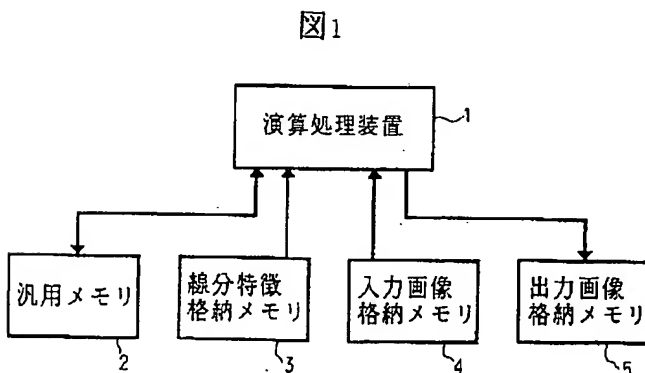 図1
演算処理装置
1
汎用メモリ
2
線分特徴
格納メモリ
3
入力画像
格納メモリ
4
出力画像
格納メモリ
5